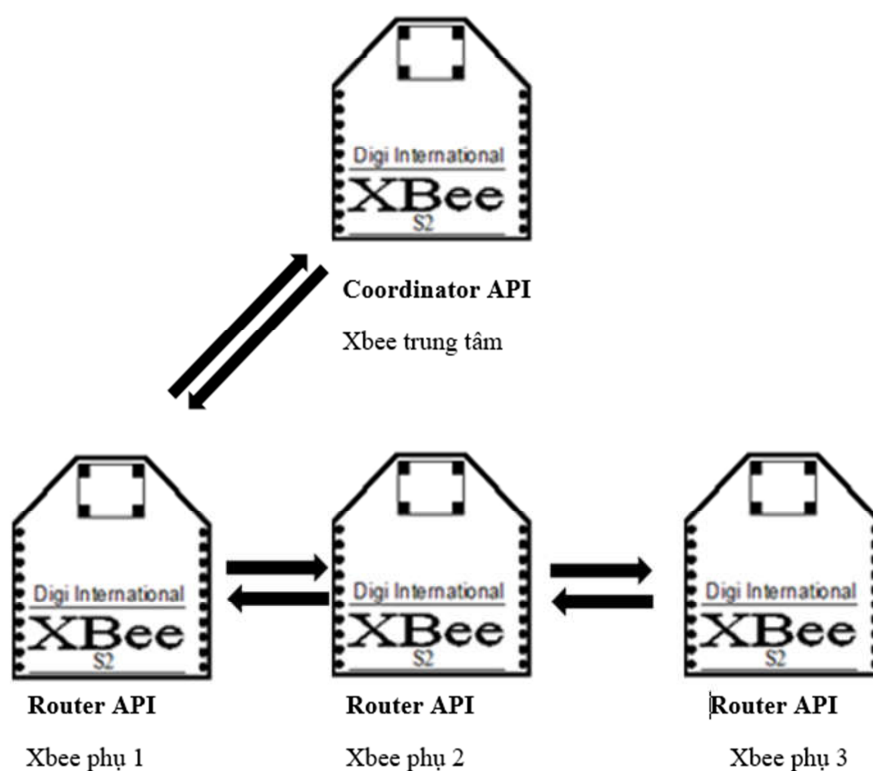 Digi International
XBee
S2
Coordinator API
Xbee trung tâm
Digi International
XBee
S2
Router API
Xbee phụ 1
Digi International
XBee
S2
Router API
Xbee phụ 2
Digi International
XBee
S2
Router API
Xbee phụ 3